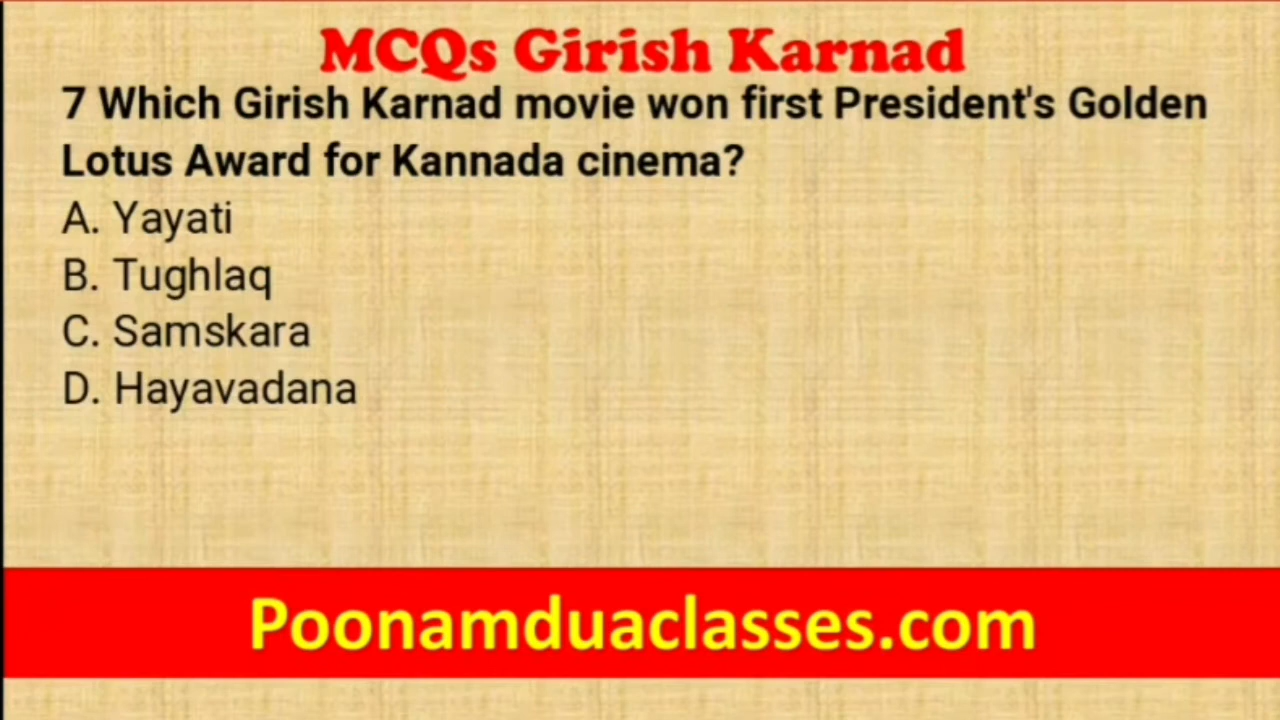 MCQs Girish Karnad
7 Which Girish Karnad movie won first President's Golden
Lotus Award for Kannada cinema?
A. Yayati
B. Tughlaq
C. Samskara
D. Hayavadana
Poonamduaclasses.com